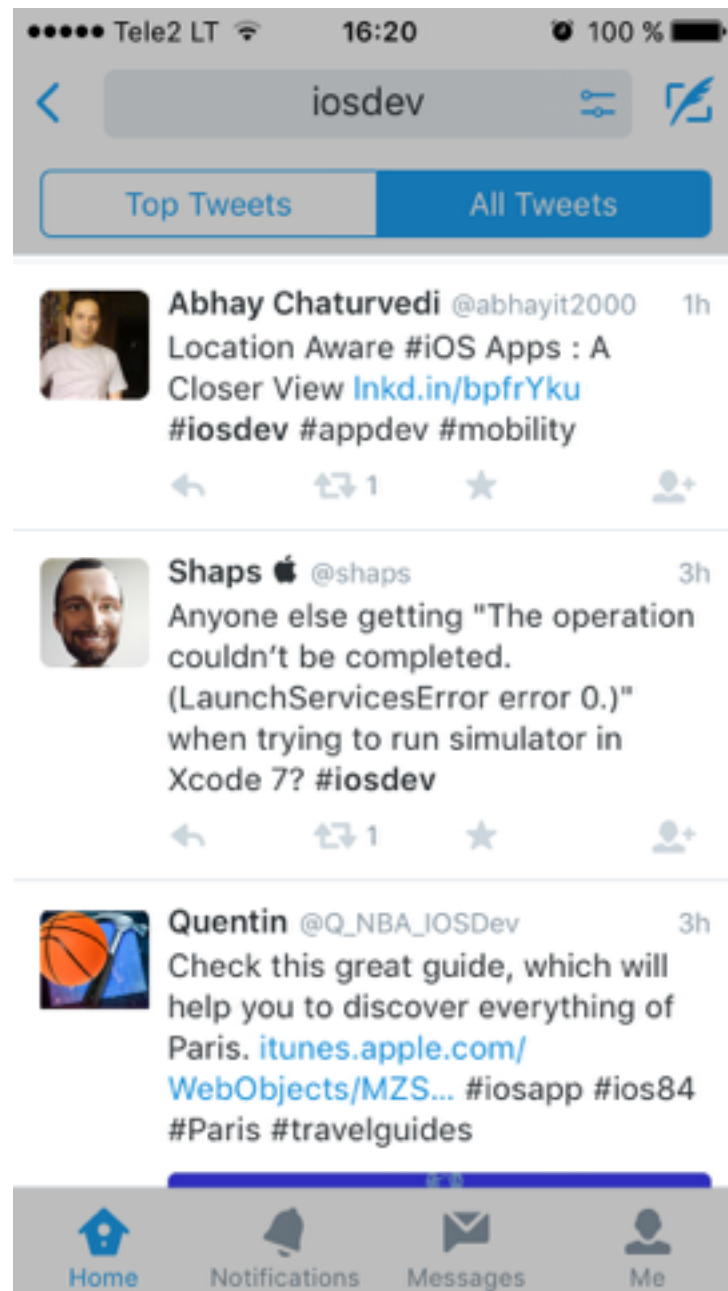 Tele2 LT 16:20 100 %
iosdev
Top Tweets All Tweets
Abhay Chaturvedi @abhayit2000 1h
Location Aware #iOS Apps : A
Closer View lnkd.in/bpfrYku
#iosdev #appdev #mobility
1
Shaps @shaps 3h
Anyone else getting "The operation
couldn't be completed.
(LaunchServicesError error 0.)"
when trying to run simulator in
Xcode 7? #iosdev
1
Quentin @Q_NBA_IOSDev 3h
Check this great guide, which will
help you to discover everything of
Paris. itunes.apple.com/
WebObjects/MZS... #iosapp #ios84
#Paris #travelguides
Home Notifications Messages Me